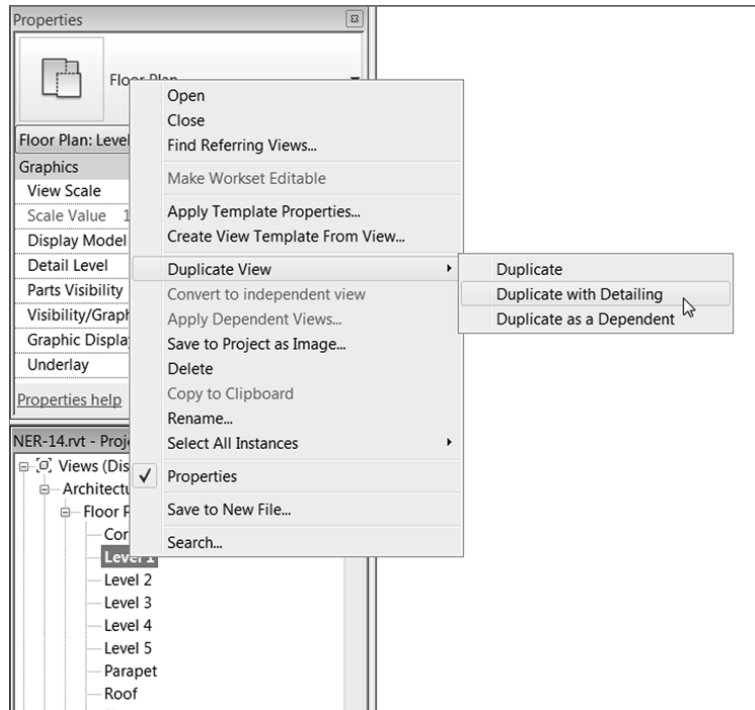 Properties
Floor Plan
Floor Plan: Level
Graphics
View Scale
Scale Value 1
Display Model
Detail Level
Parts Visibility
Visibility/Graph
Graphic Displa
Underlay
Properties help
Open
Close
Find Referring Views...
Make Workset Editable
Apply Template Properties...
Create View Template From View...
Duplicate View
Convert to independent view
Apply Dependent Views...
Save to Project as Image...
Delete
Copy to Clipboard
Rename...
Select All Instances
Properties
Save to New File...
Search...
Duplicate
Duplicate with Detailing
Duplicate as a Dependent
NER-14.rvt - Proj
Views (Dis
Architectu
Floor P
Cor
Level 1
Level 2
Level 3
Level 4
Level 5
Parapet
Roof